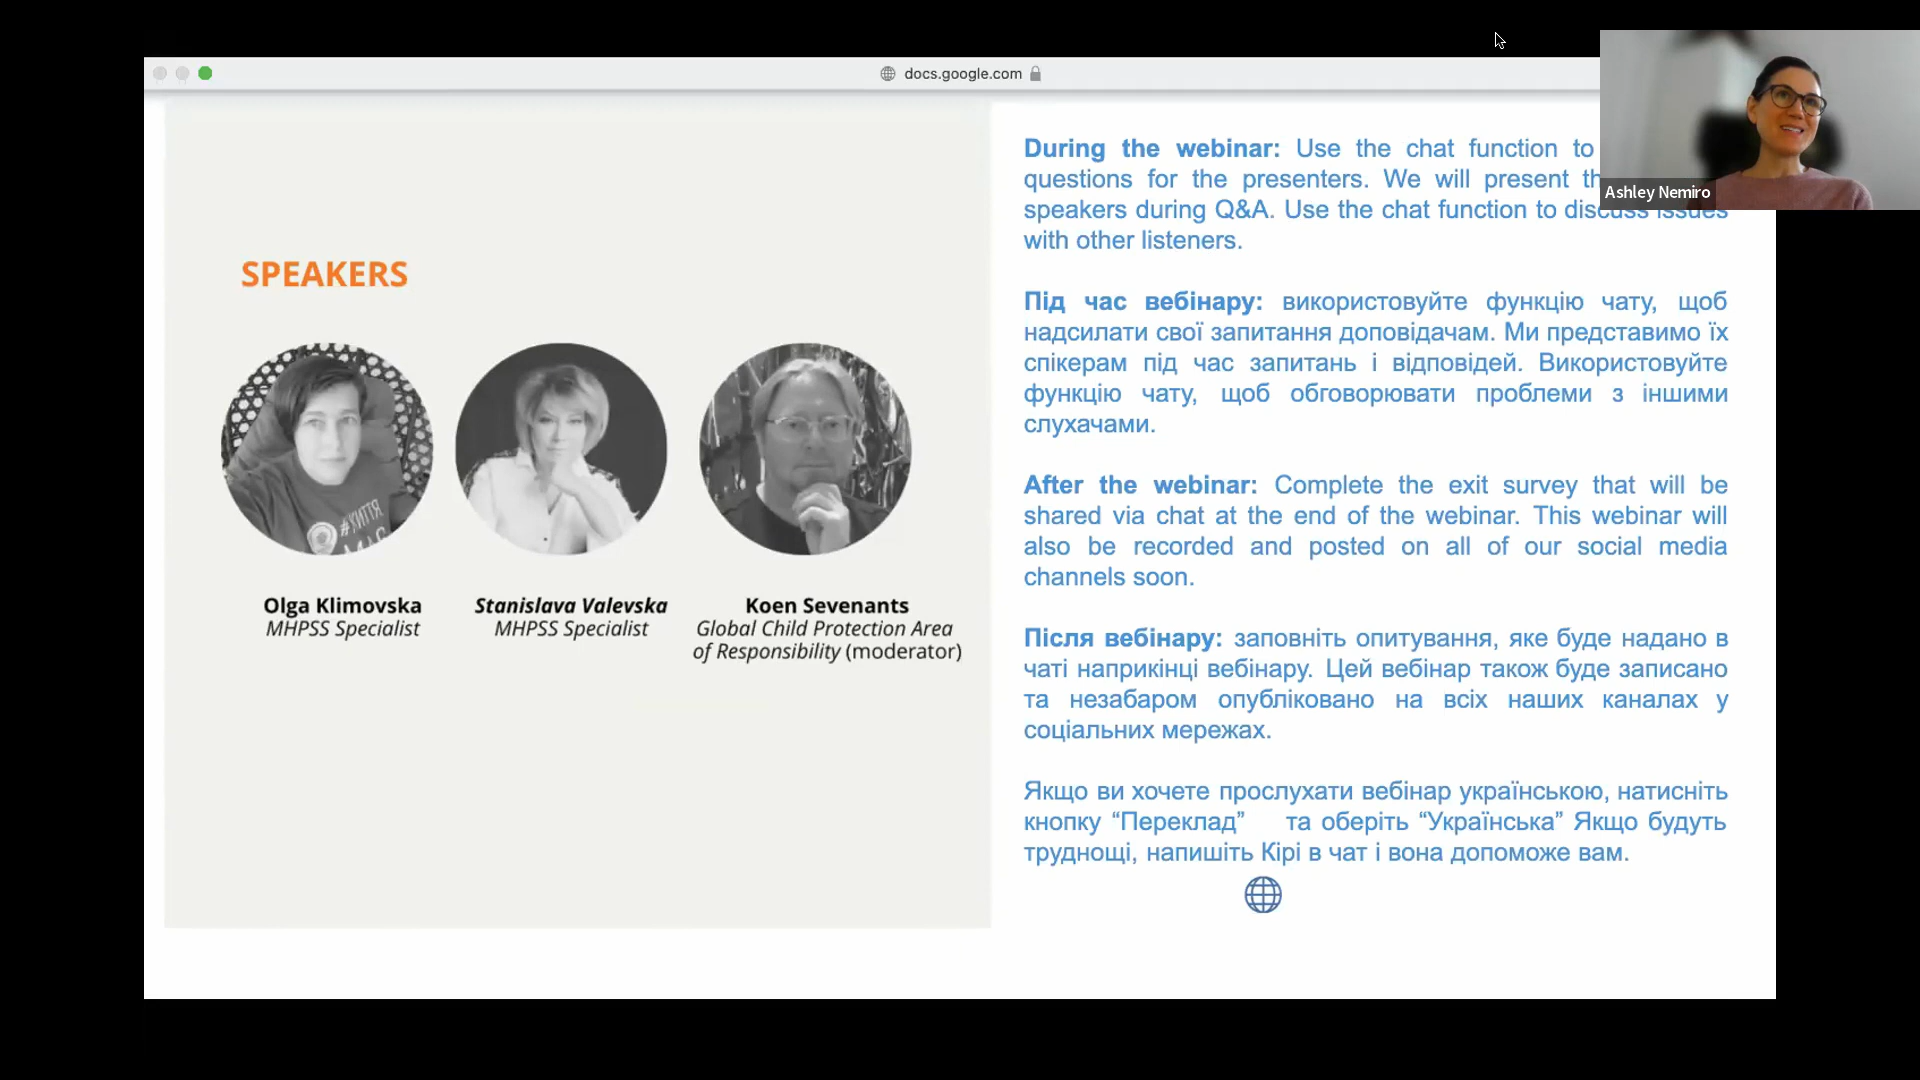 docs.google.com
SPEAKERS
#ЖИТТЯ
Olga Klimovska
MHPSS Specialist
Stanislava Valevska
MHPSS Specialist
Koen Sevenants
Global Child Protection Area
of Responsibility (moderator)
During the webinar: Use the chat function to
questions for the presenters. We will present
speakers during Q&A. Use the chat function to discuss issues
with other listeners.
Під час вебінару: використовуйте функцію чату, щоб
надсилати свої запитання доповідачам. Ми представимо їх
спікерам під час запитань і відповідей. Використовуйте
функцію чату, щоб обговорювати проблеми з іншими
слухачами.
After the webinar: Complete the exit survey that will be
shared via chat at the end of the webinar. This webinar will
also be recorded and posted on all of our social media
channels soon.
Після вебінару: заповніть опитування, яке буде надано в
чаті наприкінці вебінару. Цей вебінар також буде записано
та незабаром опубліковано на всіх наших каналах у
соціальних мережах.
Якщо ви хочете прослухати вебінар українською, натисніть
кнопку “Переклад” та оберіть “Українська” Якщо будуть
труднощі, напишіть Кірі в чат і вона допоможе вам.
Ashley Nemiro